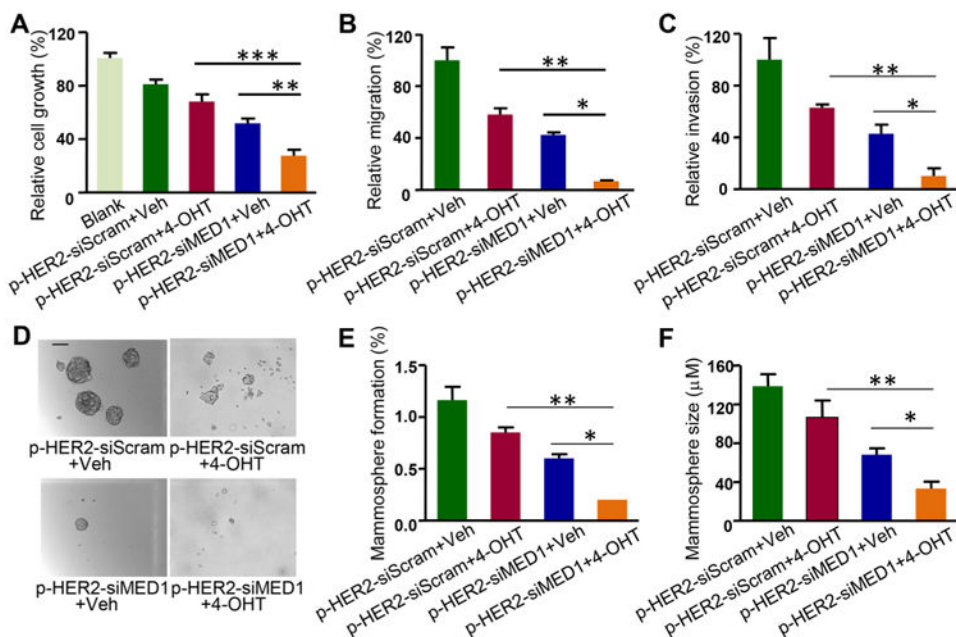 A
Relative cell growth (%)
120
80
40
0
***
**
Blank
p-HER2-siScram+Veh
p-HER2-siScram+4-OHT
p-HER2-siMED1+Veh
p-HER2-siMED1+4-OHT
B
Relative migration (%)
120
80
40
0
**
*
p-HER2-siScram+Veh
p-HER2-siScram+4-OHT
p-HER2-siMED1+Veh
p-HER2-siMED1+4-OHT
C
Relative invasion (%)
120
80
40
0
**
*
p-HER2-siScram+Veh
p-HER2-siScram+4-OHT
p-HER2-siMED1+Veh
p-HER2-siMED1+4-OHT
D
p-HER2-siScram
+Veh
p-HER2-siScram
+4-OHT
p-HER2-siMED1
+Veh
p-HER2-siMED1
+4-OHT
E
Mammosphere formation (%)
1.5
1.0
0.5
0.0
**
*
p-HER2-siScram+Veh
p-HER2-siScram+4-OHT
p-HER2-siMED1+Veh
p-HER2-siMED1+4-OHT
F
Mammosphere size (μM)
160
120
80
40
0
**
*
p-HER2-siScram+Veh
p-HER2-siScram+4-OHT
p-HER2-siMED1+Veh
p-HER2-siMED1+4-OHT